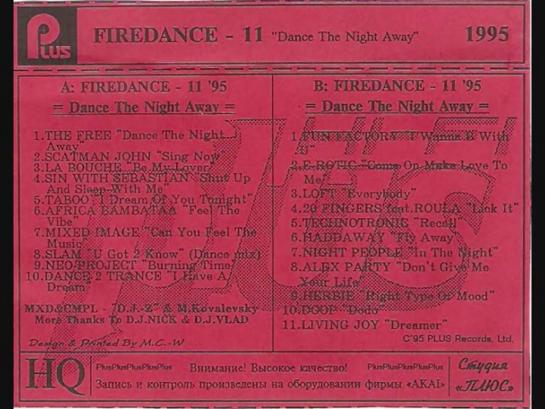 Plus
FIREDANCE - 11 "Dance The Night Away" 1995
A: FIREDANCE - 11 '95
= Dance The Night Away =
1.THE FREE "Dance The Night
Away"
2.SCATMAN JOHN "Sing Now"
3.LA BOUCHE "Be My Lover"
4.SIN WITH SEBASTIAN "Shut Up
And Sleep With Me"
5.TABOO "I Dream Of You Tonight"
6.AFRICA BAMBATAA "Feel The
Vibe"
7.MIXED IMAGE "Can You Feel The
Music"
8.SLAM "U Got 2 Know" (Dance mix)
9.NEO PROJECT "Burning Time"
10.DANCE 2 TRANCE "I Have A
Dream"
MXD&CMPL - "D.J.-Z" & M.Kovalevsky
More Thanks To D.J.NICK & D.J.VLAD
Design & Printed By M.C.-W
B: FIREDANCE - 11 '95
= Dance The Night Away =
1.FUN FACTORY "I Wanna B With
U"
2.E-ROTIC "Come On Make Love To
Me"
3.LOFT "Everybody"
4.20 FINGERS feat.ROULA "Lick It"
5.TECHNOTRONIC "Recall"
6.HADDAWAY "Fly Away"
7.NIGHT PEOPLE "In The Night"
8.ALEX PARTY "Don't Give Me
Your Life"
9.HERBIE "Right Type Of Mood"
10.DOOP "Dodo"
11.LIVING JOY "Dreamer"
C'95 PLUS Records, Ltd.
HQ
PlusPlusPlusPlusPlus Внимание! Высокое качество! PlusPlusPlusPlusPlus
Запись и контроль произведены на оборудовании фирмы «AKAI»
Студия
«ПЛЮС»